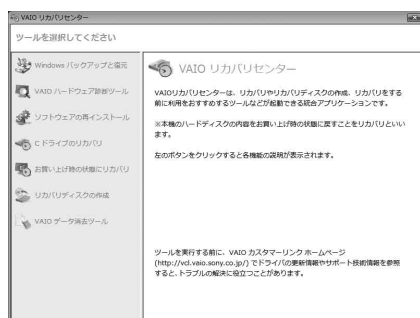 VAIO リカバリセンター
ツールを選択してください
Windows バックアップと復元
VAIO ハードウェア診断ツール
ソフトウェアの再インストール
C ドライブのリカバリ
お買い上げ時の状態にリカバリ
リカバリディスクの作成
VAIO データ消去ツール
VAIO リカバリセンター
VAIOリカバリセンターは、リカバリやリカバリディスクの作成、リカバリをする
前に利用をおすすめするツールなどが起動できる統合アプリケーションです。
※本機のハードディスクの内容をお買い上げ時の状態に戻すことをリカバリといい
ます。
左のボタンをクリックすると各機能の説明が表示されます。
ツールを実行する前に、VAIO カスタマーリンク ホームページ
(http://vcl.vaio.sony.co.jp/) でドライバの更新情報やサポート技術情報を参照
すると、トラブルの解決に役立つことがあります。